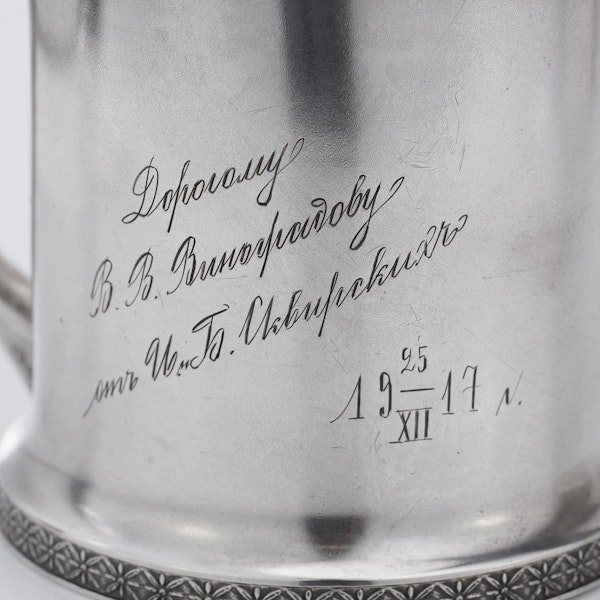 Дорогому
В. В. Виноградову
отъ И. и Б. Сквирскихъ
19 25/XII 17 г.